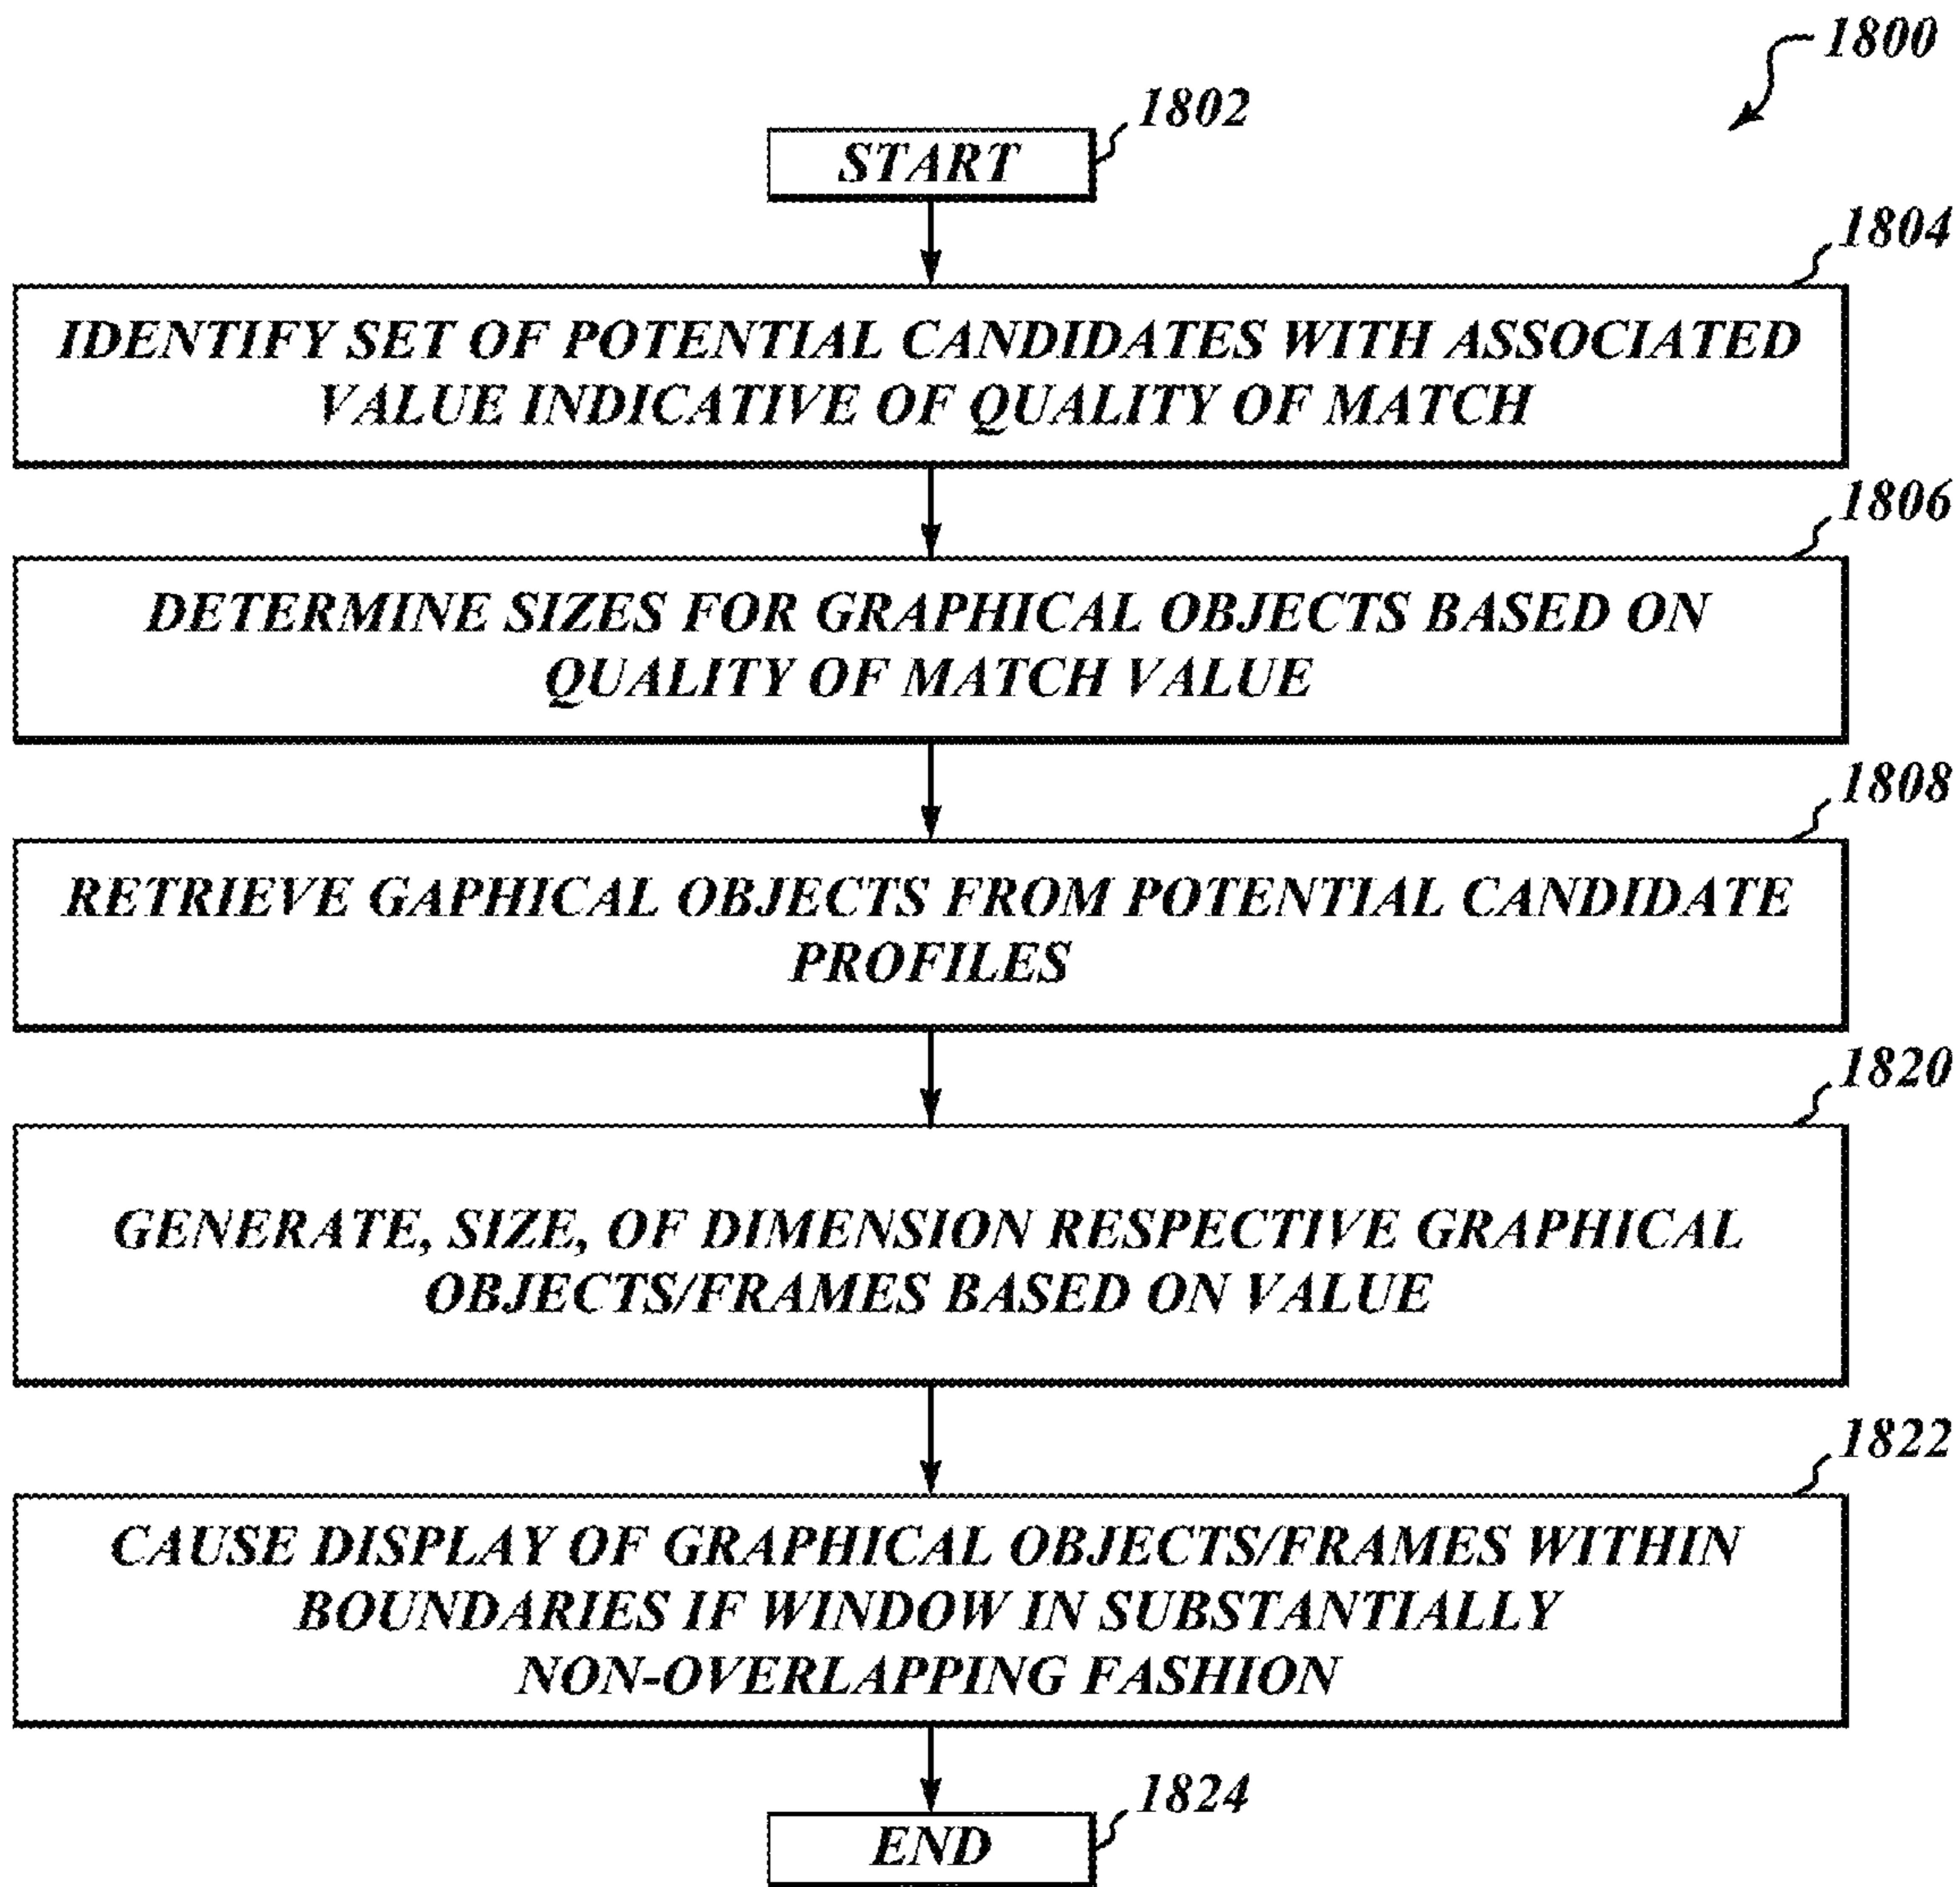 1800
1802
START
1804
IDENTIFY SET OF POTENTIAL CANDIDATES WITH ASSOCIATED
VALUE INDICATIVE OF QUALITY OF MATCH
1806
DETERMINE SIZES FOR GRAPHICAL OBJECTS BASED ON
QUALITY OF MATCH VALUE
1808
RETRIEVE GAPHICAL OBJECTS FROM POTENTIAL CANDIDATE
PROFILES
1820
GENERATE, SIZE, OF DIMENSION RESPECTIVE GRAPHICAL
OBJECTS/FRAMES BASED ON VALUE
1822
CAUSE DISPLAY OF GRAPHICAL OBJECTS/FRAMES WITHIN
BOUNDARIES IF WINDOW IN SUBSTANTIALLY
NON-OVERLAPPING FASHION
1824
END